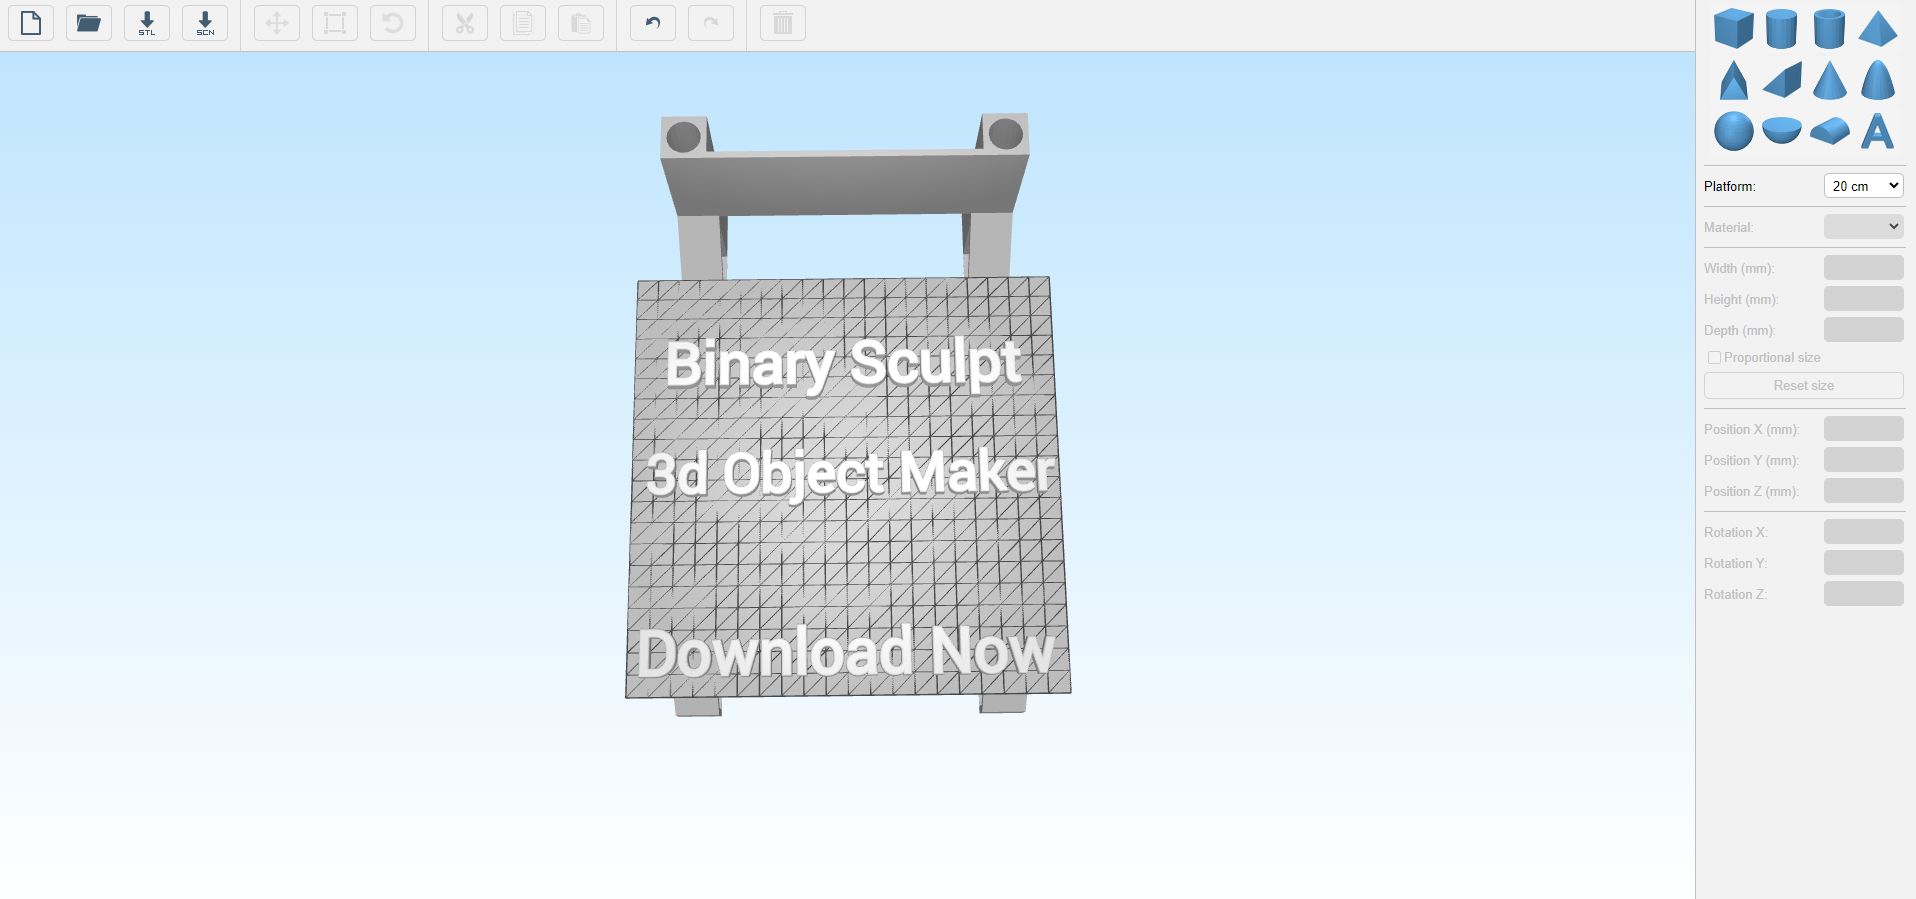 STL
SCN
Platform:
20 cm
Material:
Width (mm):
Height (mm):
Depth (mm):
Proportional size
Reset size
Position X (mm):
Position Y (mm):
Position Z (mm):
Rotation X:
Rotation Y:
Rotation Z:
Binary Sculpt
3d Object Maker
Download Now